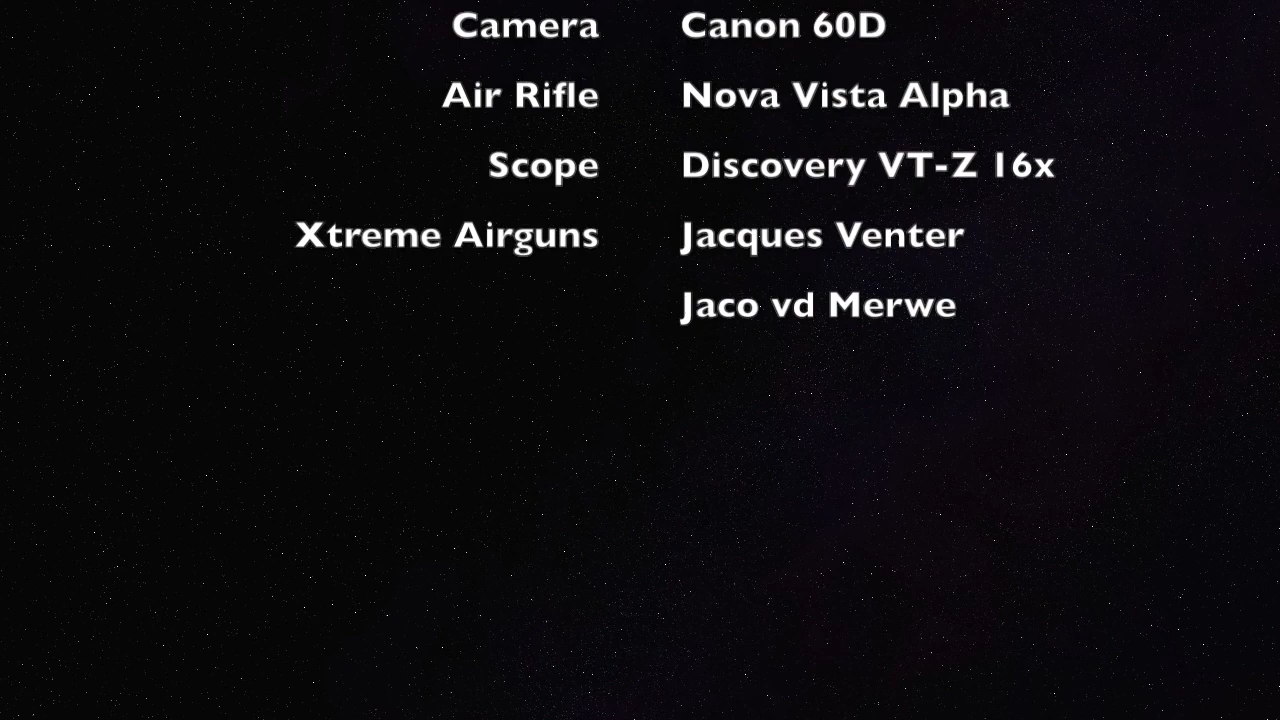 Camera Canon 60D
Air Rifle Nova Vista Alpha
Scope Discovery VT-Z 16x
Xtreme Airguns Jacques Venter
Jaco vd Merwe